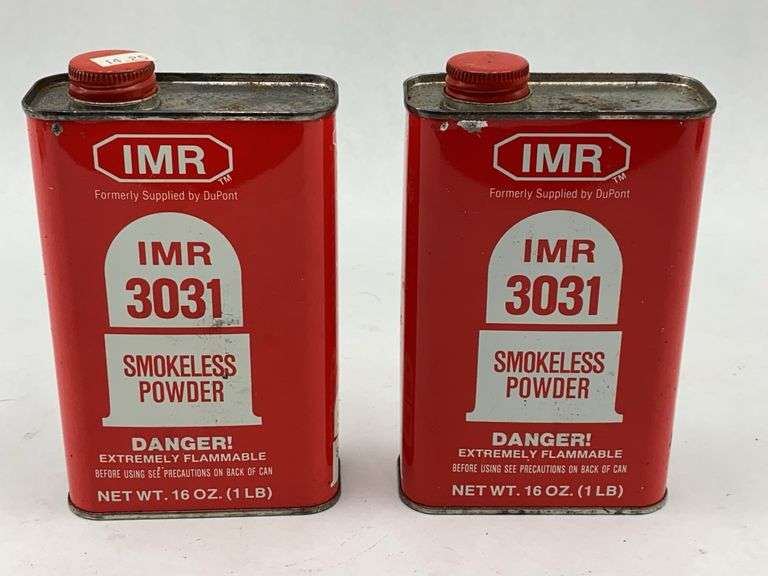 14.25
IMR
TM
Formerly Supplied by DuPont
IMR
3031
SMOKELESS
POWDER
DANGER!
EXTREMELY FLAMMABLE
BEFORE USING SEE PRECAUTIONS ON BACK OF CAN
NET WT. 16 OZ. (1 LB)
IMR
TM
Formerly Supplied by DuPont
IMR
3031
SMOKELESS
POWDER
DANGER!
EXTREMELY FLAMMABLE
BEFORE USING SEE PRECAUTIONS ON BACK OF CAN
NET WT. 16 OZ. (1 LB)